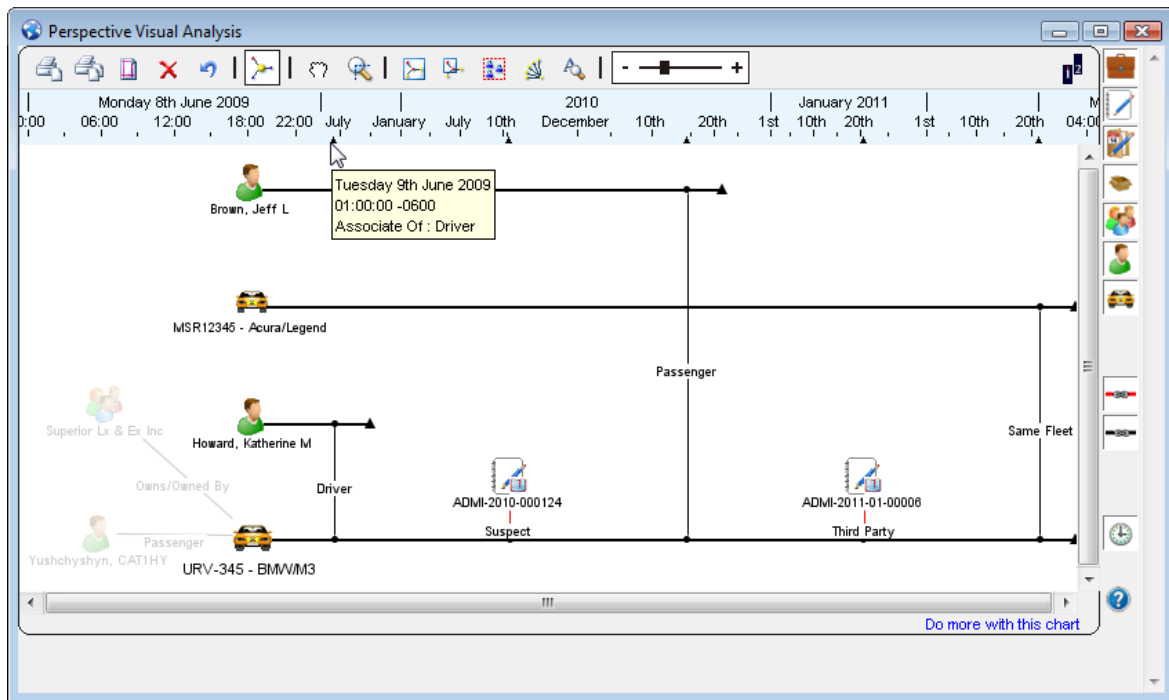 Perspective Visual Analysis
- +
i2
Monday 8th June 2009 2010 January 2011 M
0:00 06:00 12:00 18:00 22:00 July January July 10th December 10th 20th 1st 10th 20th 1st 10th 20th 04:00
Tuesday 9th June 2009
01:00:00 -0600
Associate Of : Driver
Brown, Jeff L
MSR12345 - Acura/Legend
Passenger
Superior Lx & Ex Inc
Howard, Katherine M
Same Fleet
Owns/Owned By
Driver
ADMI-2010-000124
ADMI-2011-01-00006
Suspect
Third Party
Passenger
Yushchyshyn, CAT1HY
URV-345 - BMW/M3
Do more with this chart